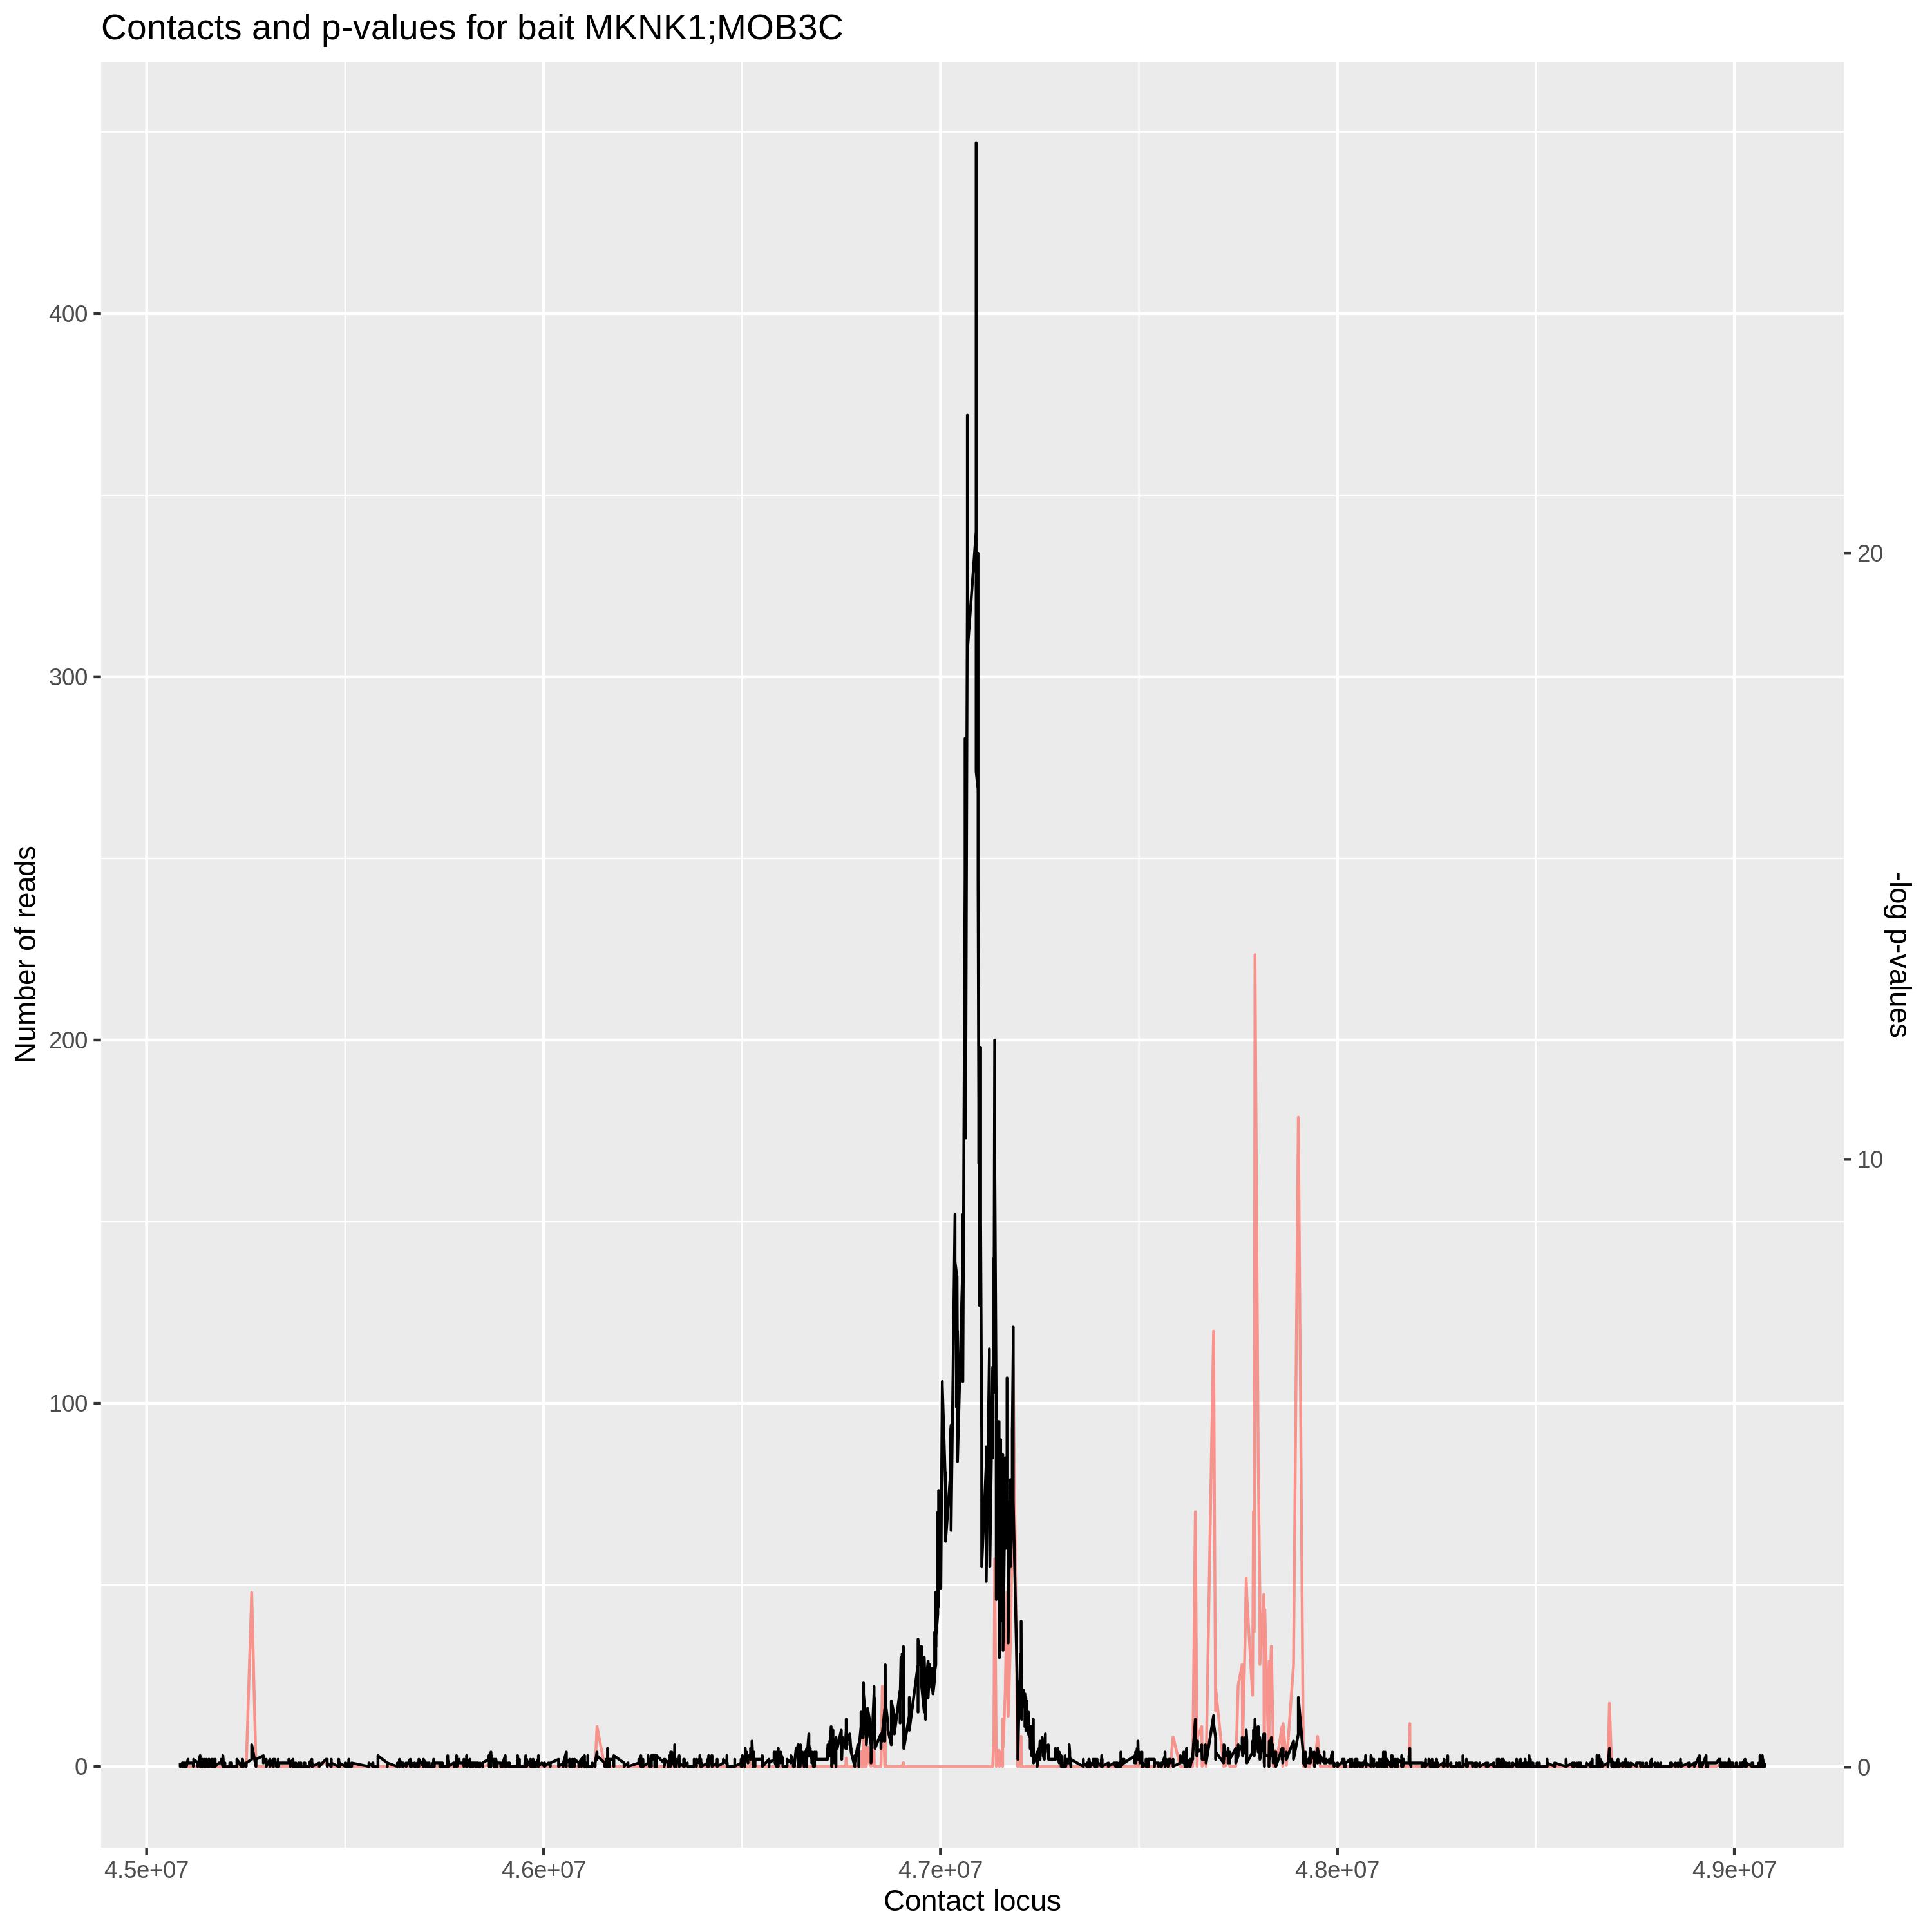 Contacts and p-values for bait MKNK1;MOB3C
Number of reads
400
300
200
100
0
20
10
0
-log p-values
4.5e+07
4.6e+07
4.7e+07
4.8e+07
4.9e+07
Contact locus